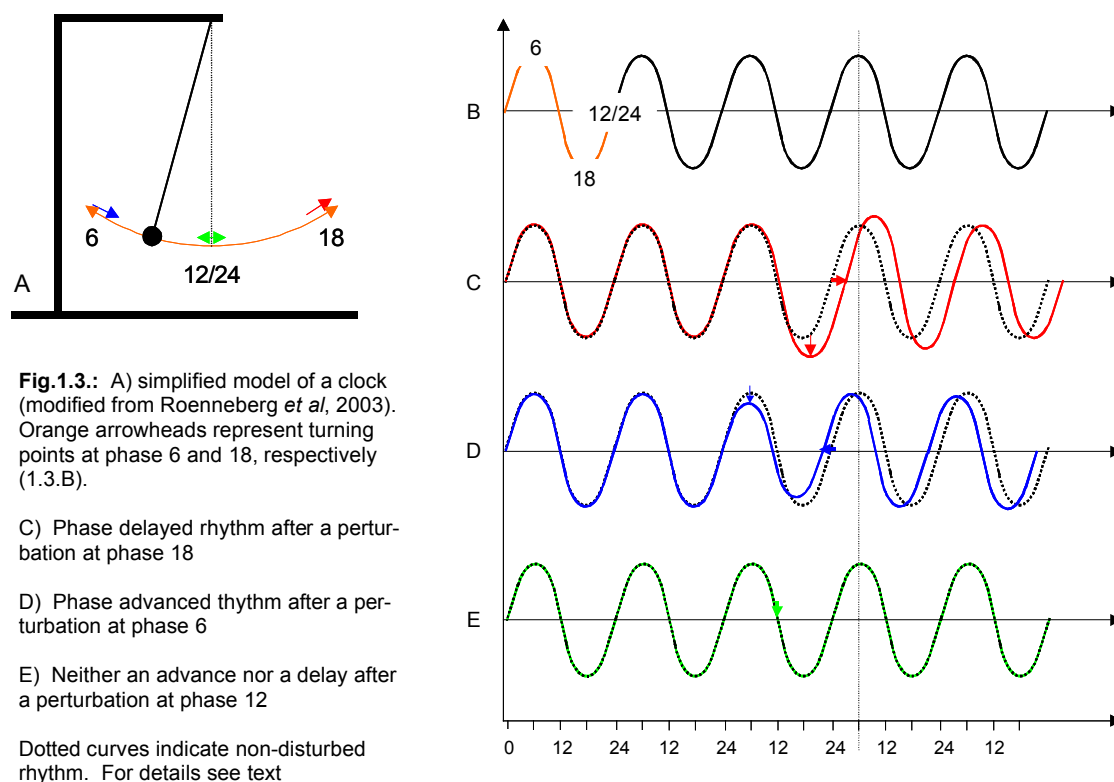 6
18
12/24
A
Fig.1.3.: A) simplified model of a clock
(modified from Roenneberg et al, 2003).
Orange arrowheads represent turning
points at phase 6 and 18, respectively
(1.3.B).
C) Phase delayed rhythm after a pertur-
bation at phase 18
D) Phase advanced thythm after a per-
turbation at phase 6
E) Neither an advance nor a delay after
a perturbation at phase 12
Dotted curves indicate non-disturbed
rhythm. For details see text
6
B
12/24
18
C
D
E
0 12 24 12 24 12 24 12 24 12